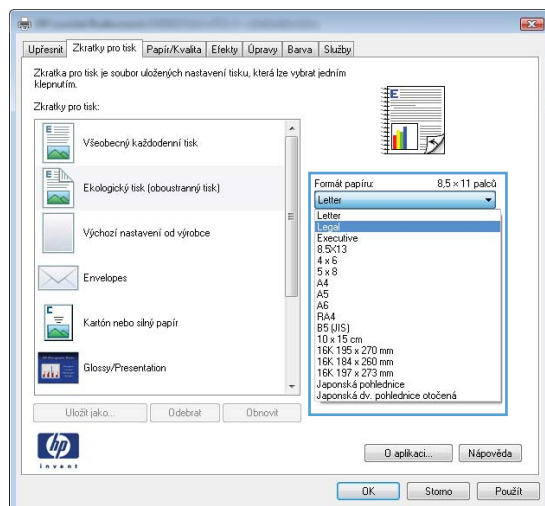 Upřesnit Zkratky pro tisk Papír/Kvalita Efekty Úpravy Barva Služby
Zkratka pro tisk je soubor uložených nastavení tisku, která lze vybrat jedním
klepnutím.
Zkratky pro tisk:
E
Všeobecný každodenní tisk
E
Ekologický tisk (oboustranný tisk)
Výchozí nastavení od výrobce
Envelopes
Kartón nebo silný papír
Glossy/Presentation
Uložit jako... Odebrat Obnovit
E
Formát papíru: 8,5 × 11 palců
Letter
Letter
Legal
Executive
8.5X13
4 x 6
5 x 8
A4
A5
A6
RA4
B5 (JIS)
10 x 15 cm
16K 195 x 270 mm
16K 184 x 260 mm
16K 197 x 273 mm
Japonská pohlednice
Japonská dv. pohlednice otočená
hp
invent
O aplikaci... Nápověda
OK Storno Použít